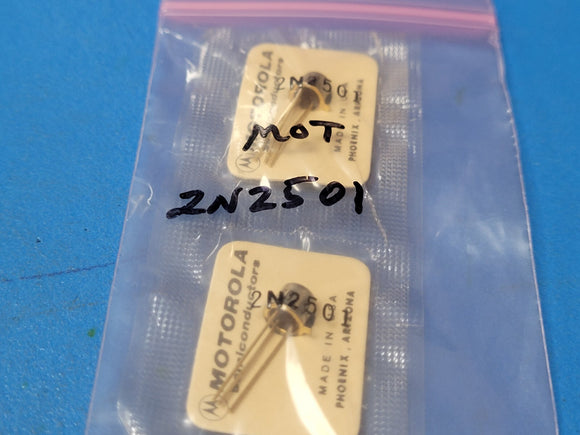 MOTOROLA
Semiconductors
2N2501
MADE IN USA
PHOENIX, ARIZONA
MOT
2N2501
MOTOROLA
Semiconductors
2N2501
MADE IN USA
PHOENIX, ARIZONA